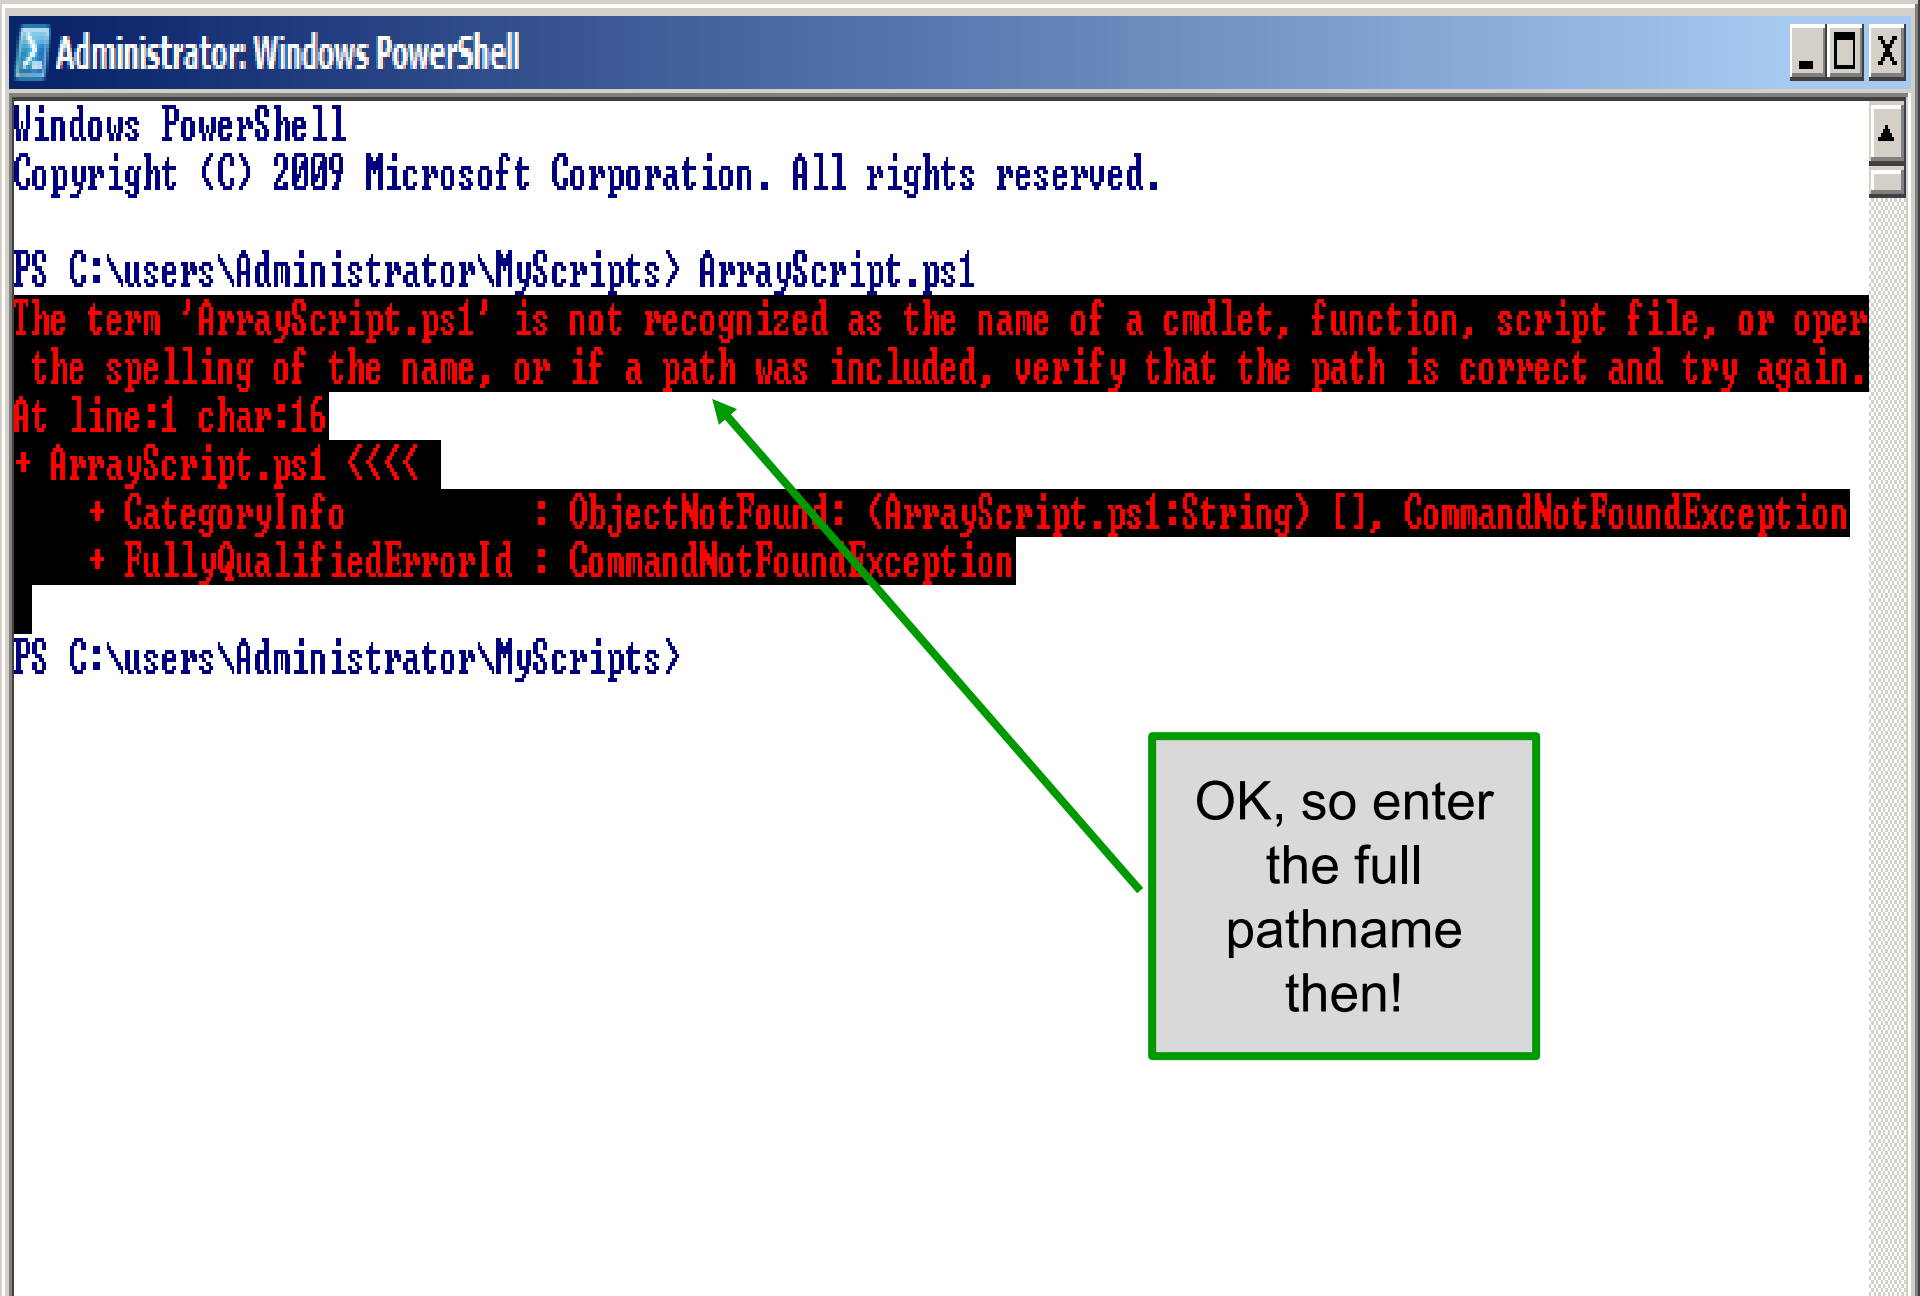 Administrator: Windows PowerShell
Windows PowerShell
Copyright (C) 2009 Microsoft Corporation. All rights reserved.
PS C:\users\Administrator\MyScripts> ArrayScript.ps1
The term 'ArrayScript.ps1' is not recognized as the name of a cmdlet, function, script file, or oper
the spelling of the name, or if a path was included, verify that the path is correct and try again.
At line:1 char:16
+ ArrayScript.ps1 <<<<
+ CategoryInfo : ObjectNotFound: (ArrayScript.ps1:String) [], CommandNotFoundException
+ FullyQualifiedErrorId : CommandNotFoundException
PS C:\users\Administrator\MyScripts>
OK, so enter
the full
pathname
then!